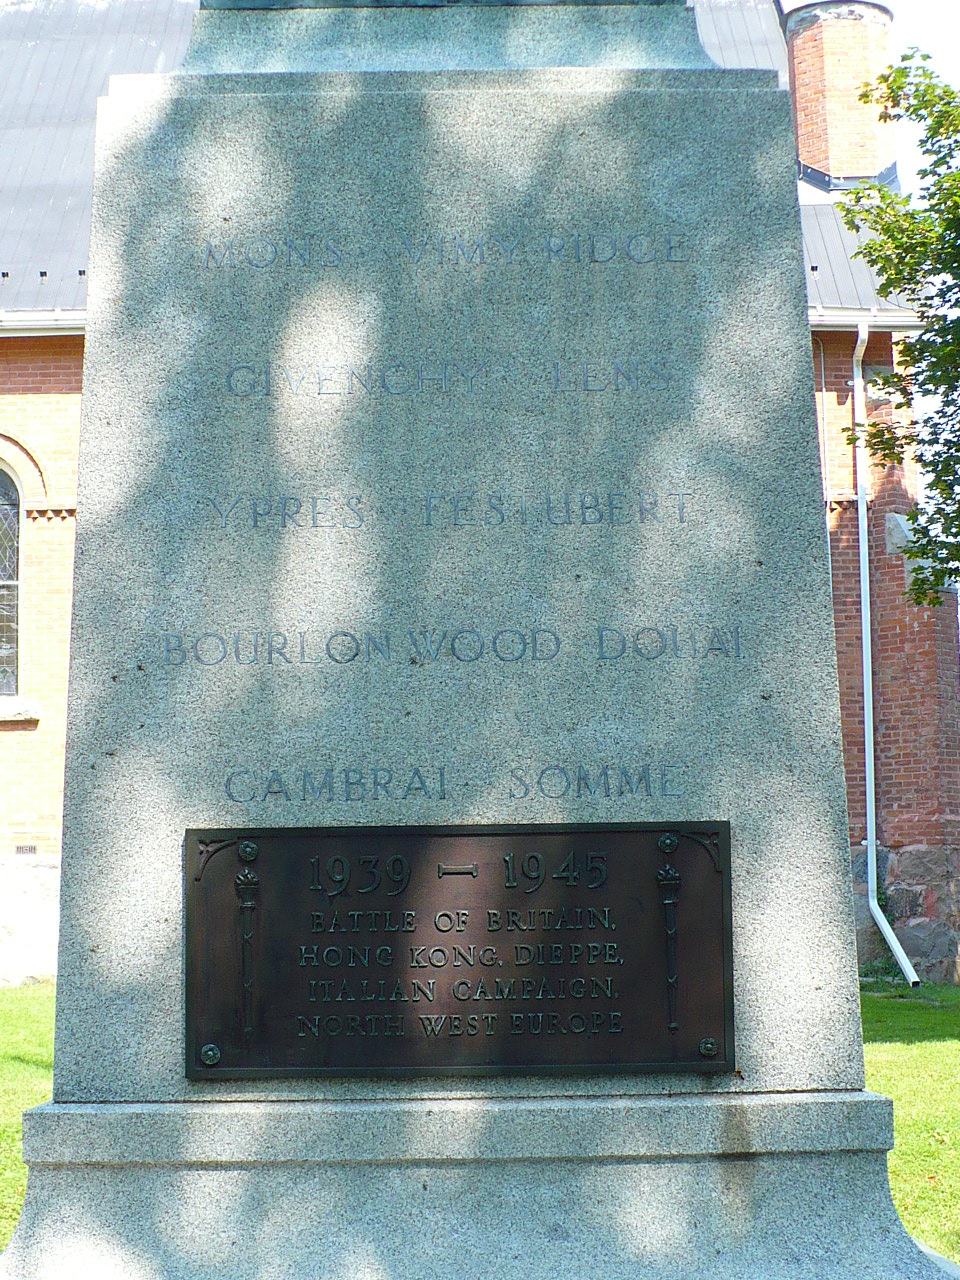 MONS VIMY RIDGE
GIVENCHY LENS
YPRES FESTUBERT
BOURLON WOOD DOUAI
CAMBRAI SOMME
1939 — 1945
BATTLE OF BRITAIN,
HONG KONG, DIEPPE,
ITALIAN CAMPAIGN,
NORTH WEST EUROPE